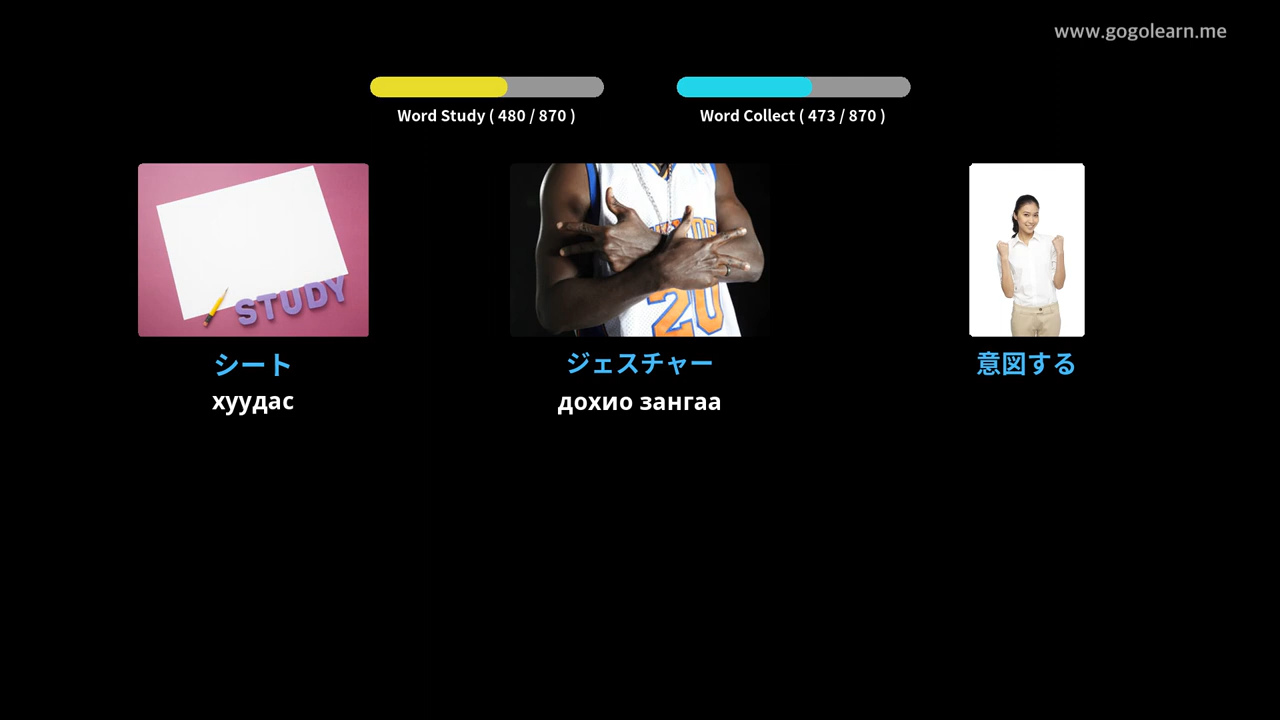 www.gogolearn.me
Word Study ( 480 / 870 )
Word Collect ( 473 / 870 )
STUDY
20
シート
ジェスチャー
意図する
хуудас
дохио зангаа